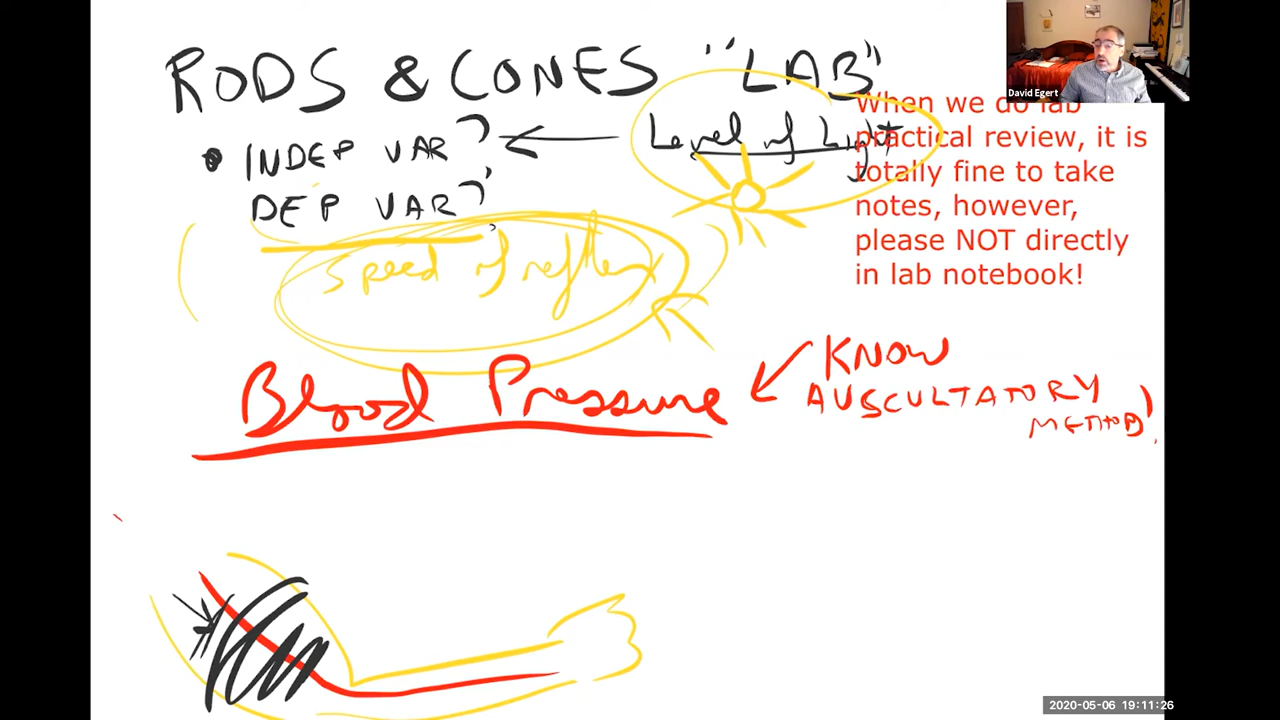 RODS & CONES "LAB"
David Egert
When we do lab
practical review, it is
totally fine to take
notes, however,
please NOT directly
in lab notebook!
• INDEP VAR?
Level of Light
DEP VAR?
Speed of reflex
Blood Pressure
KNOW
AUSCULTATORY
METHOD!
2020-05-06 19:11:26